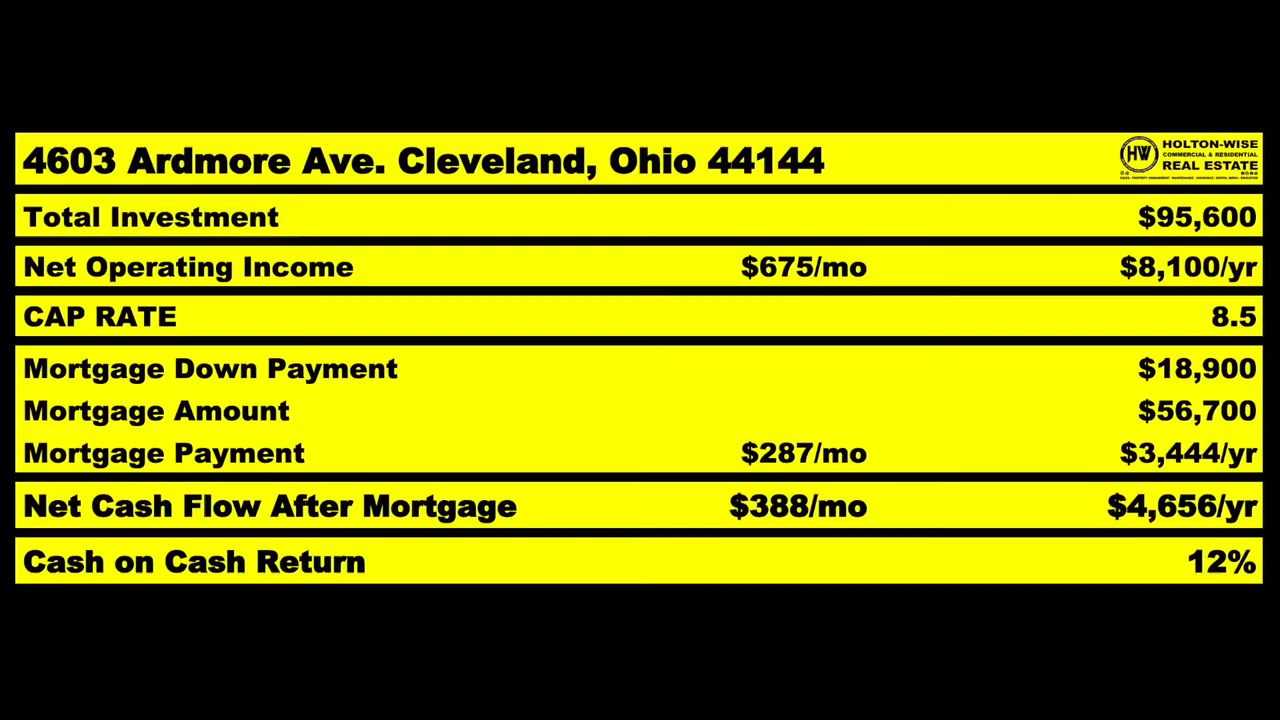 4603 Ardmore Ave. Cleveland, Ohio 44144
HW
HOLTON-WISE
COMMERCIAL & RESIDENTIAL
REAL ESTATE
Total Investment $95,600
Net Operating Income $675/mo $8,100/yr
CAP RATE 8.5
Mortgage Down Payment $18,900
Mortgage Amount $56,700
Mortgage Payment $287/mo $3,444/yr
Net Cash Flow After Mortgage $388/mo $4,656/yr
Cash on Cash Return 12%